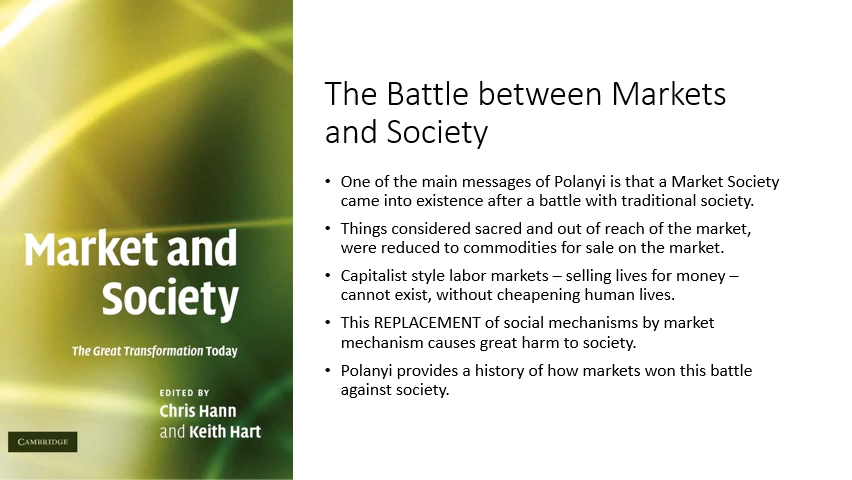 Market and
Society
The Great Transformation Today
EDITED BY
Chris Hann
and Keith Hart
CAMBRIDGE
The Battle between Markets
and Society
• One of the main messages of Polanyi is that a Market Society
came into existence after a battle with traditional society.
• Things considered sacred and out of reach of the market,
were reduced to commodities for sale on the market.
• Capitalist style labor markets – selling lives for money –
cannot exist, without cheapening human lives.
• This REPLACEMENT of social mechanisms by market
mechanism causes great harm to society.
• Polanyi provides a history of how markets won this battle
against society.